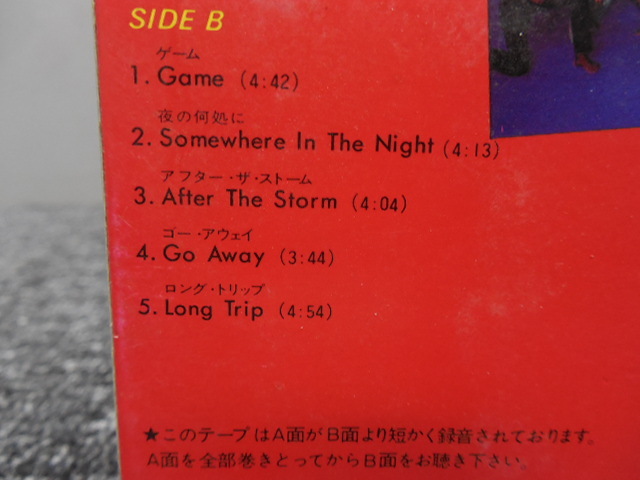 SIDE B
ゲーム
1. Game (4:42)
夜の何処に
2. Somewhere In The Night (4:13)
アフター・ザ・ストーム
3. After The Storm (4:04)
ゴー・アウェイ
4. Go Away (3:44)
ロング・トリップ
5. Long Trip (4:54)
★このテープはA面がB面より短かく録音されております。
A面を全部巻きとってからB面をお聴き下さい。